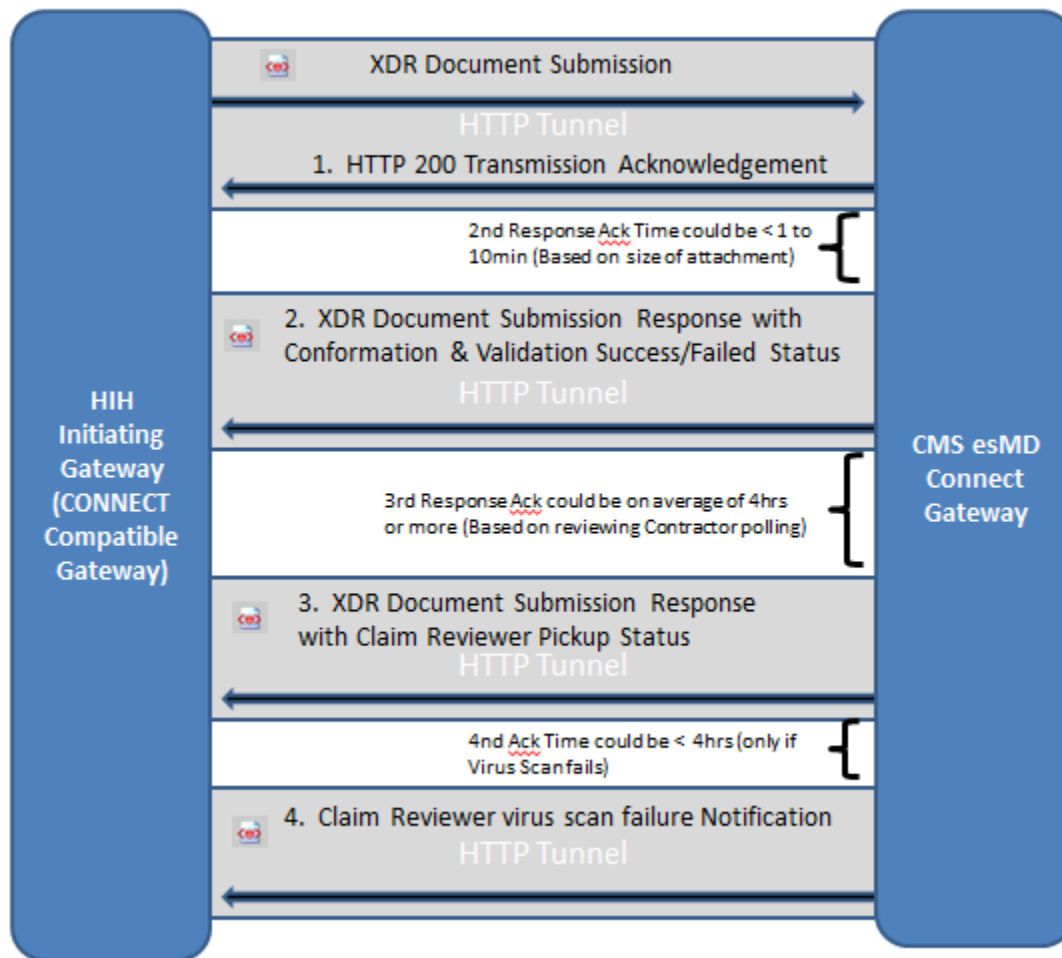 XDR Document Submission
HTTP Tunnel
1. HTTP 200 Transmission Acknowledgement
2nd Response Ack Time could be < 1 to
10min (Based on size of attachment)
2. XDR Document Submission Response with
Conformation & Validation Success/Failed Status
HTTP Tunnel
HIH
Initiating
Gateway
(CONNECT
Compatible
Gateway)
CMS esMD
Connect
Gateway
3rd Response Ack could be on average of 4hrs
or more (Based on reviewing Contractor polling)
3. XDR Document Submission Response
with Claim Reviewer Pickup Status
HTTP Tunnel
4nd Ack Time could be < 4hrs (only if
Virus Scan fails)
4. Claim Reviewer virus scan failure Notification
HTTP Tunnel